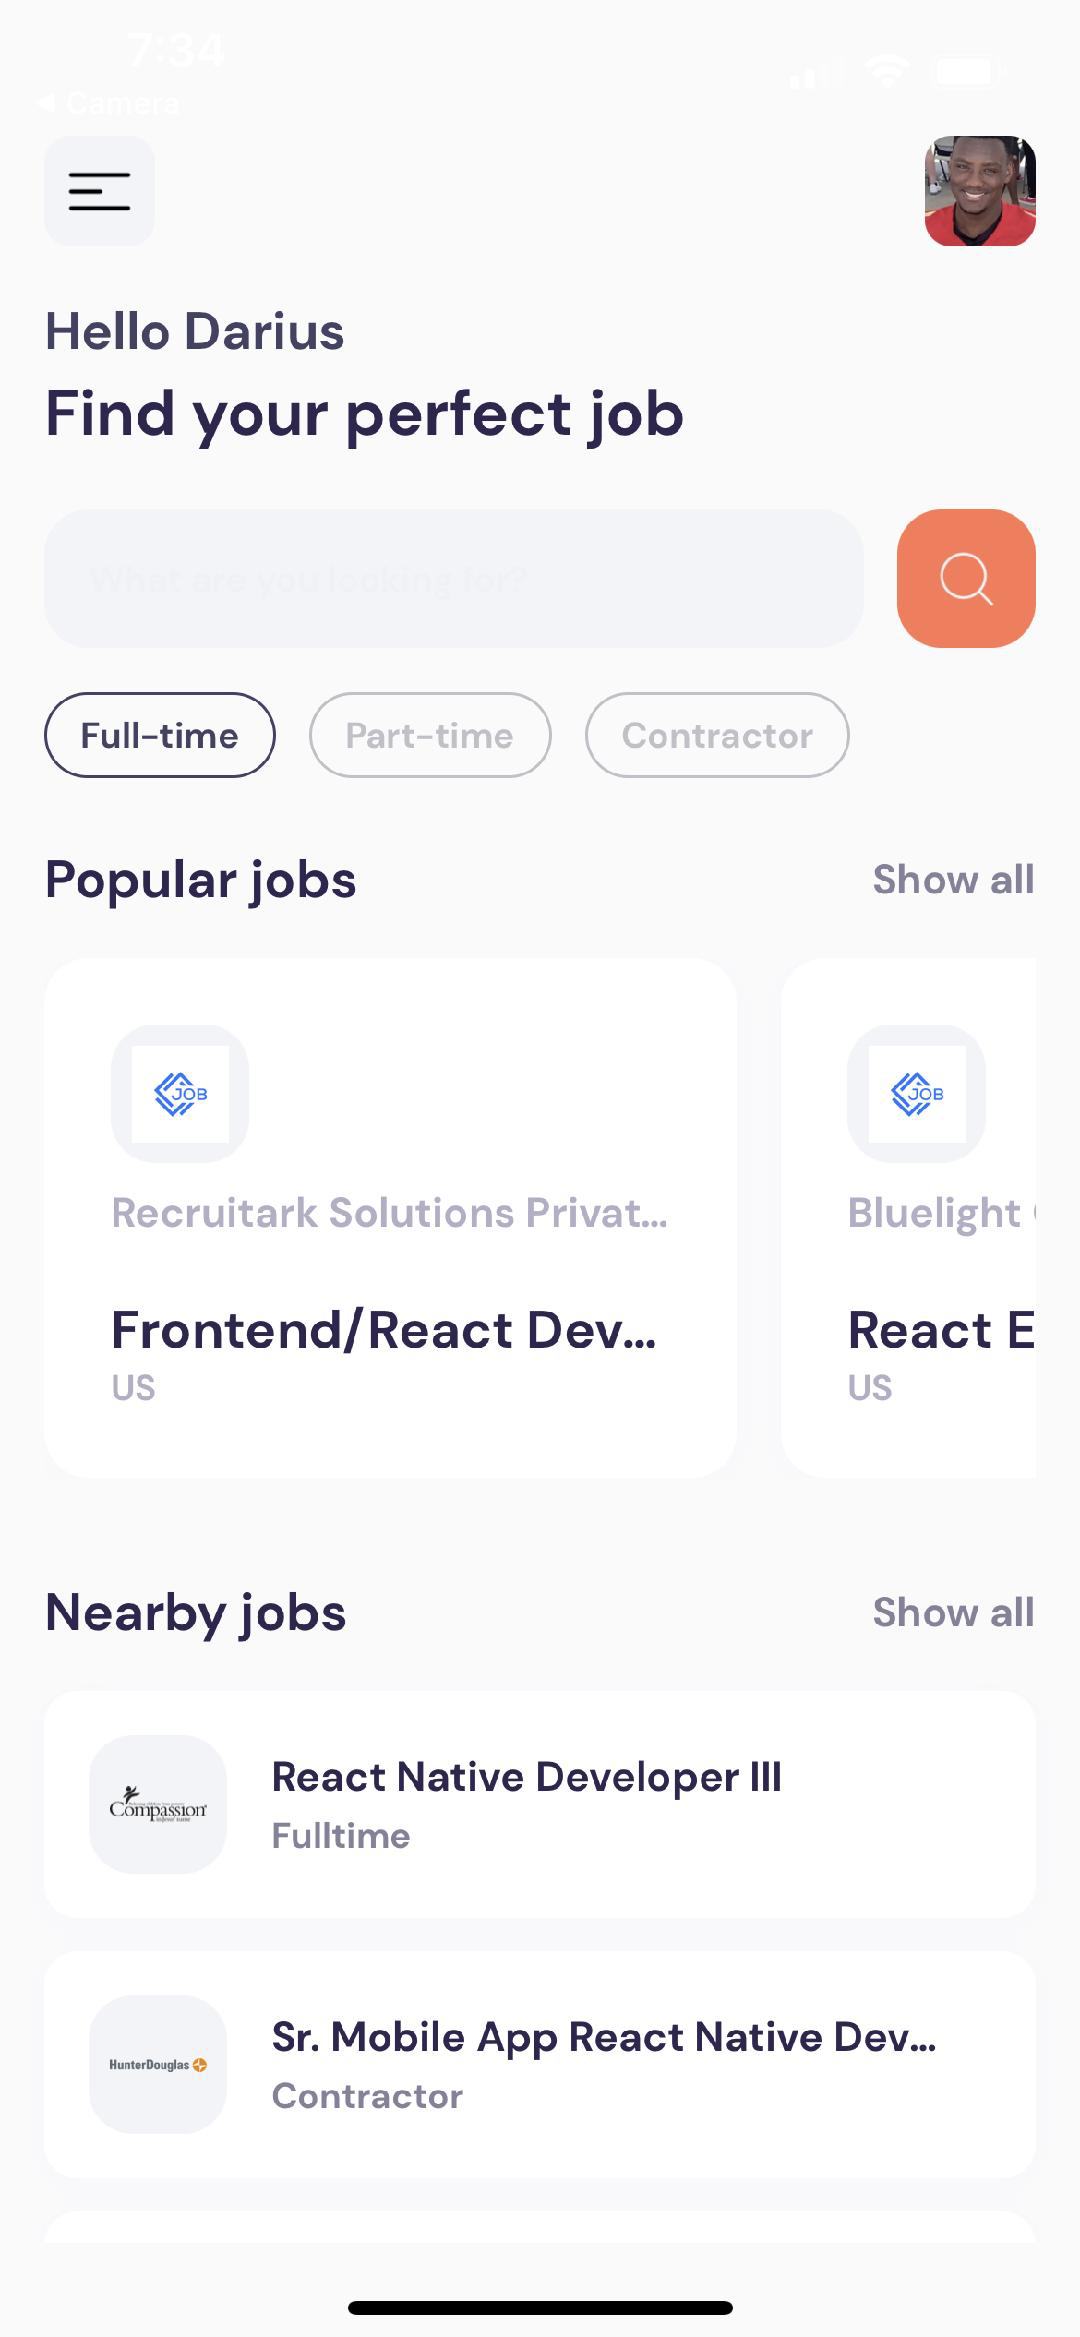 7:34
Camera
Hello Darius
Find your perfect job
What are you looking for?
Full-time
Part-time
Contractor
Popular jobs
Show all
JOB
Recruitark Solutions Privat...
Frontend/React Dev...
US
JOB
Bluelight
React E
US
Nearby jobs
Show all
Compassion
React Native Developer III
Fulltime
HunterDouglas
Sr. Mobile App React Native Dev...
Contractor